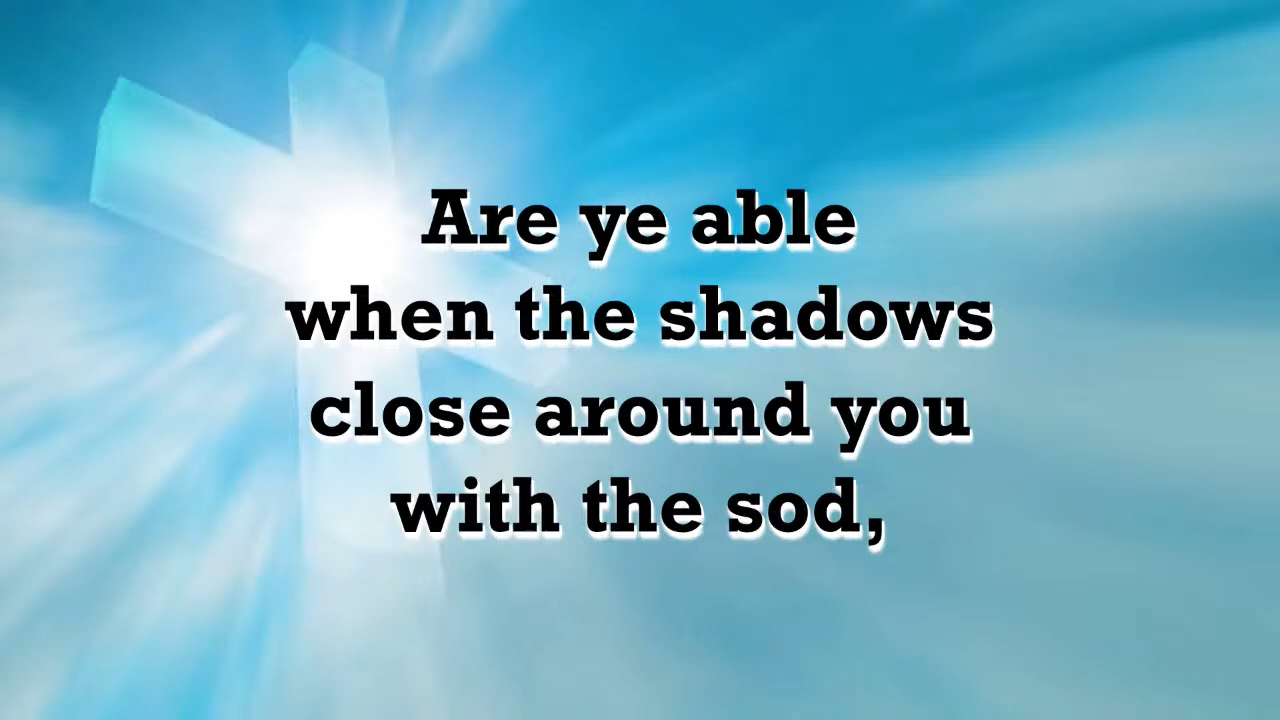 Are ye able
when the shadows
close around you
with the sod,